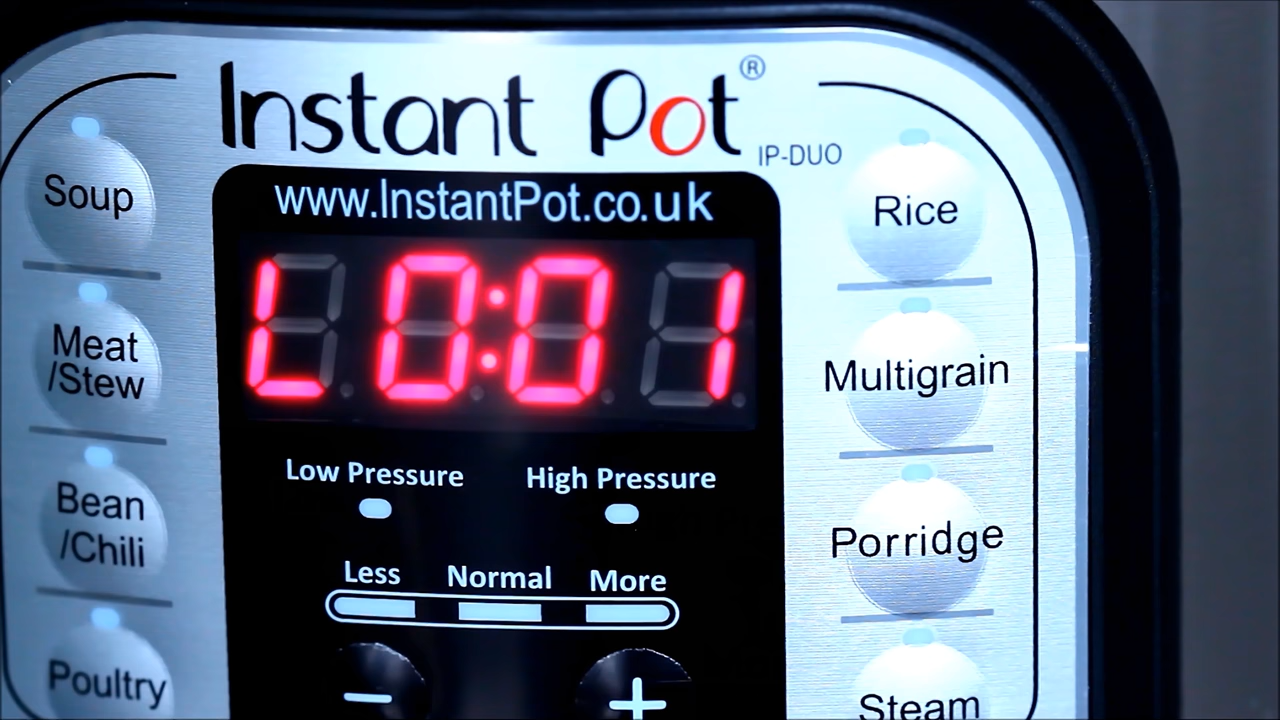 Instant Pot®
IP-DUO
www.InstantPot.co.uk
L0:01
Low Pressure
High Pressure
Less
Normal
More
−
+
Soup
Meat
/Stew
Bean
/Chili
Poultry
Rice
Multigrain
Porridge
Steam